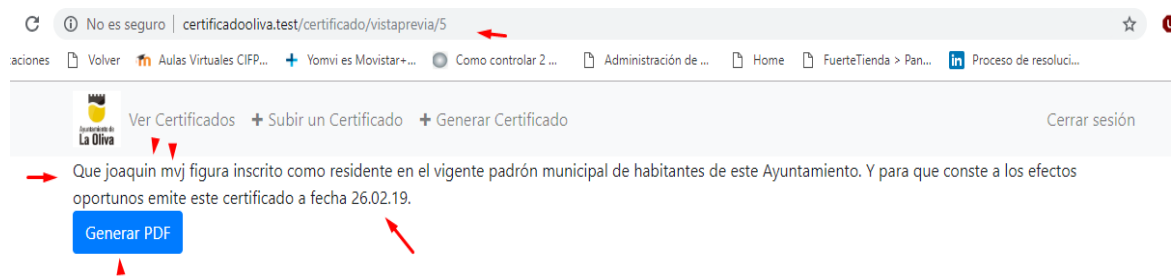 No es seguro | certificadooliva.test/certificado/vistaprevia/5
aciones Volver Aulas Virtuales CIFP... Yomvi es Movistar+... Como controlar 2 ... Administración de ... Home FuerteTienda > Pan... in Proceso de resoluci...
Ayuntamiento de
La Oliva
Ver Certificados + Subir un Certificado + Generar Certificado Cerrar sesión
Que joaquin mvj figura inscrito como residente en el vigente padrón municipal de habitantes de este Ayuntamiento. Y para que conste a los efectos
oportunos emite este certificado a fecha 26.02.19.
Generar PDF